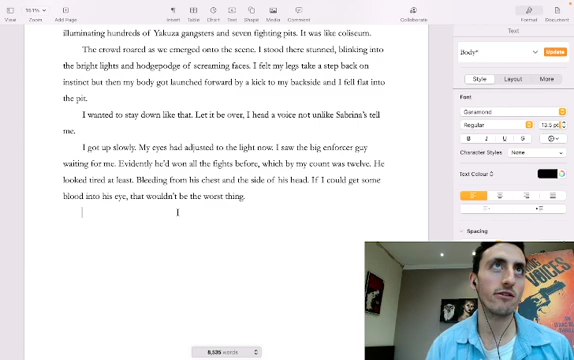 161%
View
Zoom
Add Page
Insert
Table
Chart
Shape
Media
Comment
Collaborate
Format
Document
Text
Body*
Update
Style
Layout
More
Font
Garamond
Regular
13.5 pt
B
I
U
S
Character Styles
None
Text Colour
Spacing
illuminating hundreds of Yakuza gangsters and seven fighting pits. It was like coliscum.
The crowd roared as we emerged onto the scene. I stood there stunned, blinking into
the bright lights and hodgepodge of screaming faces. I felt my legs take a step back on
instinct but then my body got launched forward by a kick to my backside and I fell flat into
the pit.
I wanted to stay down like that. Let it be over, I head a voice not unlike Sabrina's tell
me.
I got up slowly. My eyes had adjusted to the light now. I saw the big enforcer guy
waiting for me. Evidently he'd won all the fights before, which by my count was twelve. He
looked tired at least. Bleeding from his chest and the side of his head. If I could get some
blood into his eye, that wouldn't be the worst thing.
VOICES
words